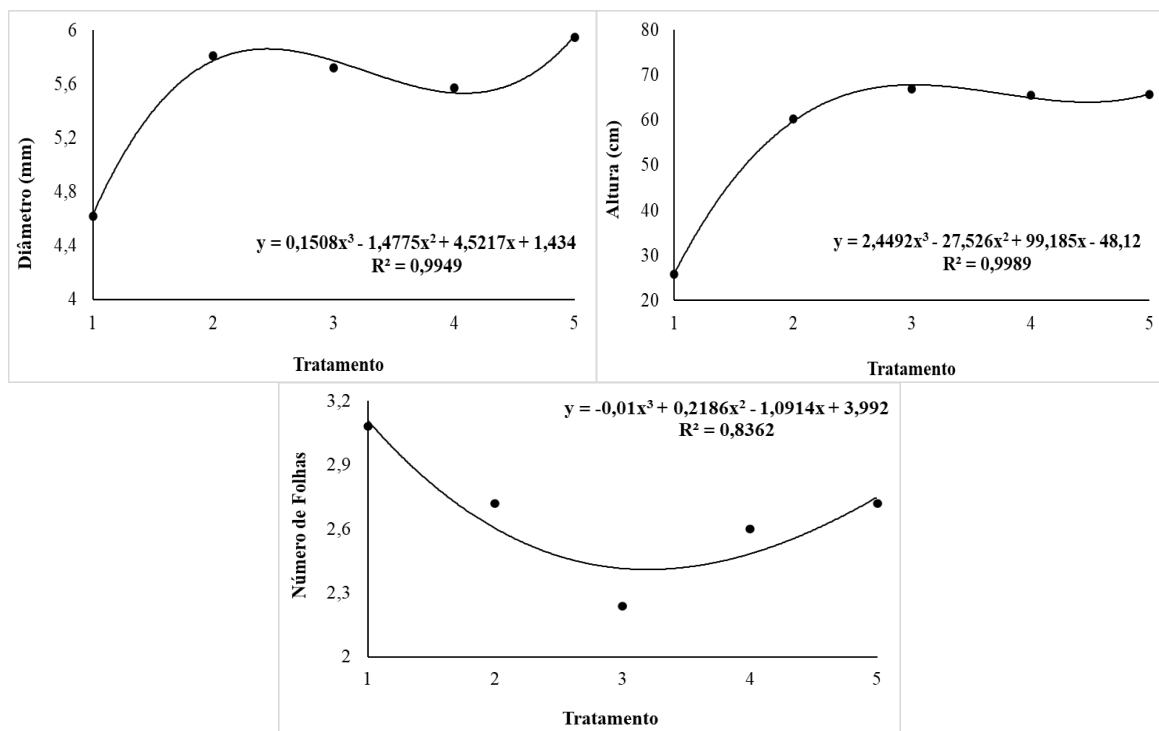 Diâmetro (mm)
6
5,6
5,2
4,8
4,4
4
y = 0,1508x³ - 1,4775x² + 4,5217x + 1,434
R² = 0,9949
1 2 3 4 5
Tratamento
Altura (cm)
80
70
60
50
40
30
20
y = 2,4492x³ - 27,526x² + 99,185x - 48,12
R² = 0,9989
1 2 3 4 5
Tratamento
Número de Folhas
3,2
2,9
2,6
2,3
2
y = -0,01x³ + 0,2186x² - 1,0914x + 3,992
R² = 0,8362
1 2 3 4 5
Tratamento